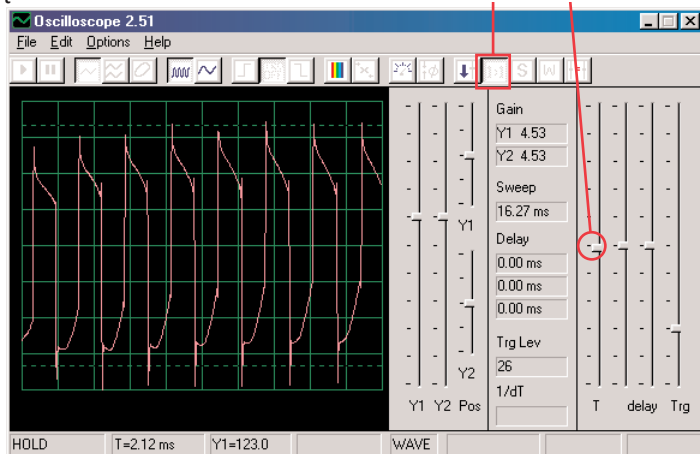 Oscilloscope 2.51
File Edit Options Help
1:1 S W
Gain
Y1 4.53
Y2 4.53
Sweep
16.27 ms
Delay
0.00 ms
0.00 ms
0.00 ms
Trg Lev
26
1/dT
Y1
Y2
Y1 Y2 Pos
T delay Trg
HOLD T=2.12 ms Y1=123.0 WAVE